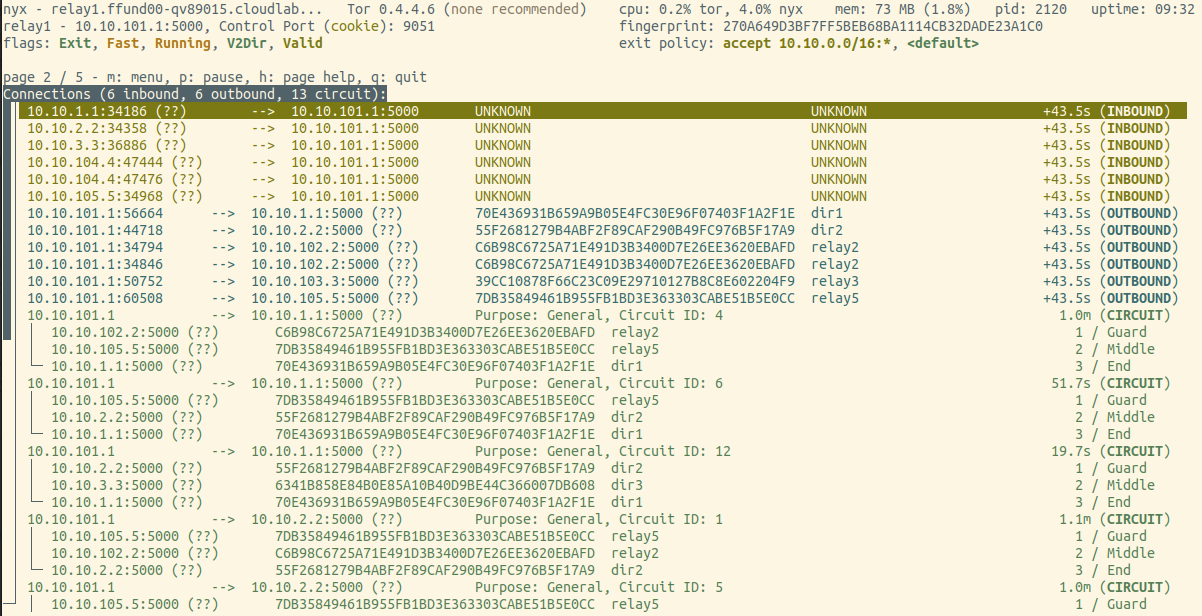 nyx - relay1.ffund00-qv89015.cloudlab... Tor 0.4.4.6 (none recommended) cpu: 0.2% tor, 4.0% nyx mem: 73 MB (1.8%) pid: 2120 uptime: 09:32
relay1 - 10.10.101.1:5000, Control Port (cookie): 9051 fingerprint: 270A649D3BF7FF5BEB68BA1114CB32DADE23A1C0
flags: Exit, Fast, Running, V2Dir, Valid exit policy: accept 10.10.0.0/16:*, <default>
page 2 / 5 - m: menu, p: pause, h: page help, q: quit
Connections (6 inbound, 6 outbound, 13 circuit):
10.10.1.1:34186 (??) --> 10.10.101.1:5000 UNKNOWN UNKNOWN +43.5s (INBOUND)
10.10.2.2:34358 (??) --> 10.10.101.1:5000 UNKNOWN UNKNOWN +43.5s (INBOUND)
10.10.3.3:36886 (??) --> 10.10.101.1:5000 UNKNOWN UNKNOWN +43.5s (INBOUND)
10.10.104.4:47444 (??) --> 10.10.101.1:5000 UNKNOWN UNKNOWN +43.5s (INBOUND)
10.10.104.4:47476 (??) --> 10.10.101.1:5000 UNKNOWN UNKNOWN +43.5s (INBOUND)
10.10.105.5:34968 (??) --> 10.10.101.1:5000 UNKNOWN UNKNOWN +43.5s (INBOUND)
10.10.101.1:56664 --> 10.10.1.1:5000 (??) 70E436931B659A9B05E4FC30E96F07403F1A2F1E dir1 +43.5s (OUTBOUND)
10.10.101.1:44718 --> 10.10.2.2:5000 (??) 55F2681279B4ABF2F89CAF290B49FC976B5F17A9 dir2 +43.5s (OUTBOUND)
10.10.101.1:34794 --> 10.10.102.2:5000 (??) C6B98C6725A71E491D3B3400D7E26EE3620EBAFD relay2 +43.5s (OUTBOUND)
10.10.101.1:34846 --> 10.10.102.2:5000 (??) C6B98C6725A71E491D3B3400D7E26EE3620EBAFD relay2 +43.5s (OUTBOUND)
10.10.101.1:50752 --> 10.10.103.3:5000 (??) 39CC10878F66C23C09E29710127B8C8E602204F9 relay3 +43.5s (OUTBOUND)
10.10.101.1:60508 --> 10.10.105.5:5000 (??) 7DB35849461B955FB1BD3E363303CABE51B5E0CC relay5 +43.5s (OUTBOUND)
10.10.101.1 --> 10.10.1.1:5000 (??) Purpose: General, Circuit ID: 4 1.0m (CIRCUIT)
10.10.102.2:5000 (??) C6B98C6725A71E491D3B3400D7E26EE3620EBAFD relay2 1 / Guard
10.10.105.5:5000 (??) 7DB35849461B955FB1BD3E363303CABE51B5E0CC relay5 2 / Middle
10.10.1.1:5000 (??) 70E436931B659A9B05E4FC30E96F07403F1A2F1E dir1 3 / End
10.10.101.1 --> 10.10.1.1:5000 (??) Purpose: General, Circuit ID: 6 51.7s (CIRCUIT)
10.10.105.5:5000 (??) 7DB35849461B955FB1BD3E363303CABE51B5E0CC relay5 1 / Guard
10.10.2.2:5000 (??) 55F2681279B4ABF2F89CAF290B49FC976B5F17A9 dir2 2 / Middle
10.10.1.1:5000 (??) 70E436931B659A9B05E4FC30E96F07403F1A2F1E dir1 3 / End
10.10.101.1 --> 10.10.1.1:5000 (??) Purpose: General, Circuit ID: 12 19.7s (CIRCUIT)
10.10.2.2:5000 (??) 55F2681279B4ABF2F89CAF290B49FC976B5F17A9 dir2 1 / Guard
10.10.3.3:5000 (??) 6341B858E84B0E85A10B40D9BE44C366007DB608 dir3 2 / Middle
10.10.1.1:5000 (??) 70E436931B659A9B05E4FC30E96F07403F1A2F1E dir1 3 / End
10.10.101.1 --> 10.10.2.2:5000 (??) Purpose: General, Circuit ID: 1 1.1m (CIRCUIT)
10.10.105.5:5000 (??) 7DB35849461B955FB1BD3E363303CABE51B5E0CC relay5 1 / Guard
10.10.102.2:5000 (??) C6B98C6725A71E491D3B3400D7E26EE3620EBAFD relay2 2 / Middle
10.10.2.2:5000 (??) 55F2681279B4ABF2F89CAF290B49FC976B5F17A9 dir2 3 / End
10.10.101.1 --> 10.10.2.2:5000 (??) Purpose: General, Circuit ID: 5 1.0m (CIRCUIT)
10.10.105.5:5000 (??) 7DB35849461B955FB1BD3E363303CABE51B5E0CC relay5 1 / Guard